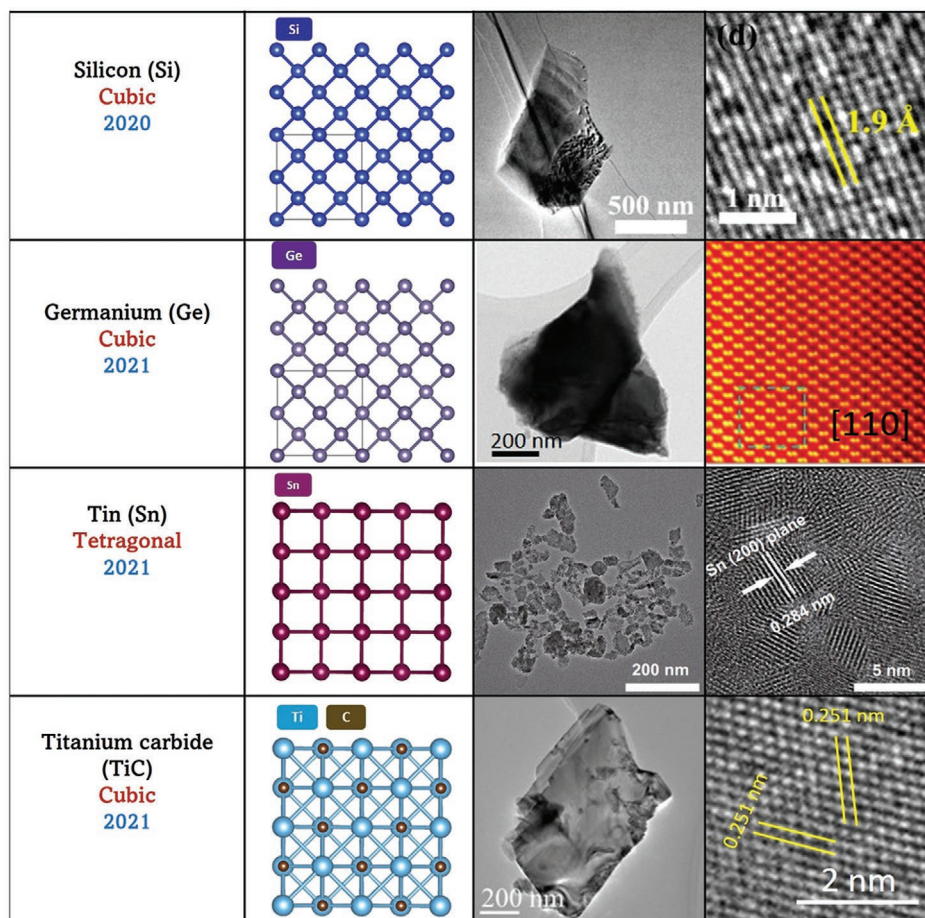 Silicon (Si)
Cubic
2020
Si
500 nm
(d)
1.9 Å
1 nm
Germanium (Ge)
Cubic
2021
Ge
200 nm
[110]
Tin (Sn)
Tetragonal
2021
Sn
200 nm
Sn (200) plane
0.284 nm
5 nm
Titanium carbide
(TiC)
Cubic
2021
Ti C
200 nm
0.251 nm
0.251 nm
2 nm